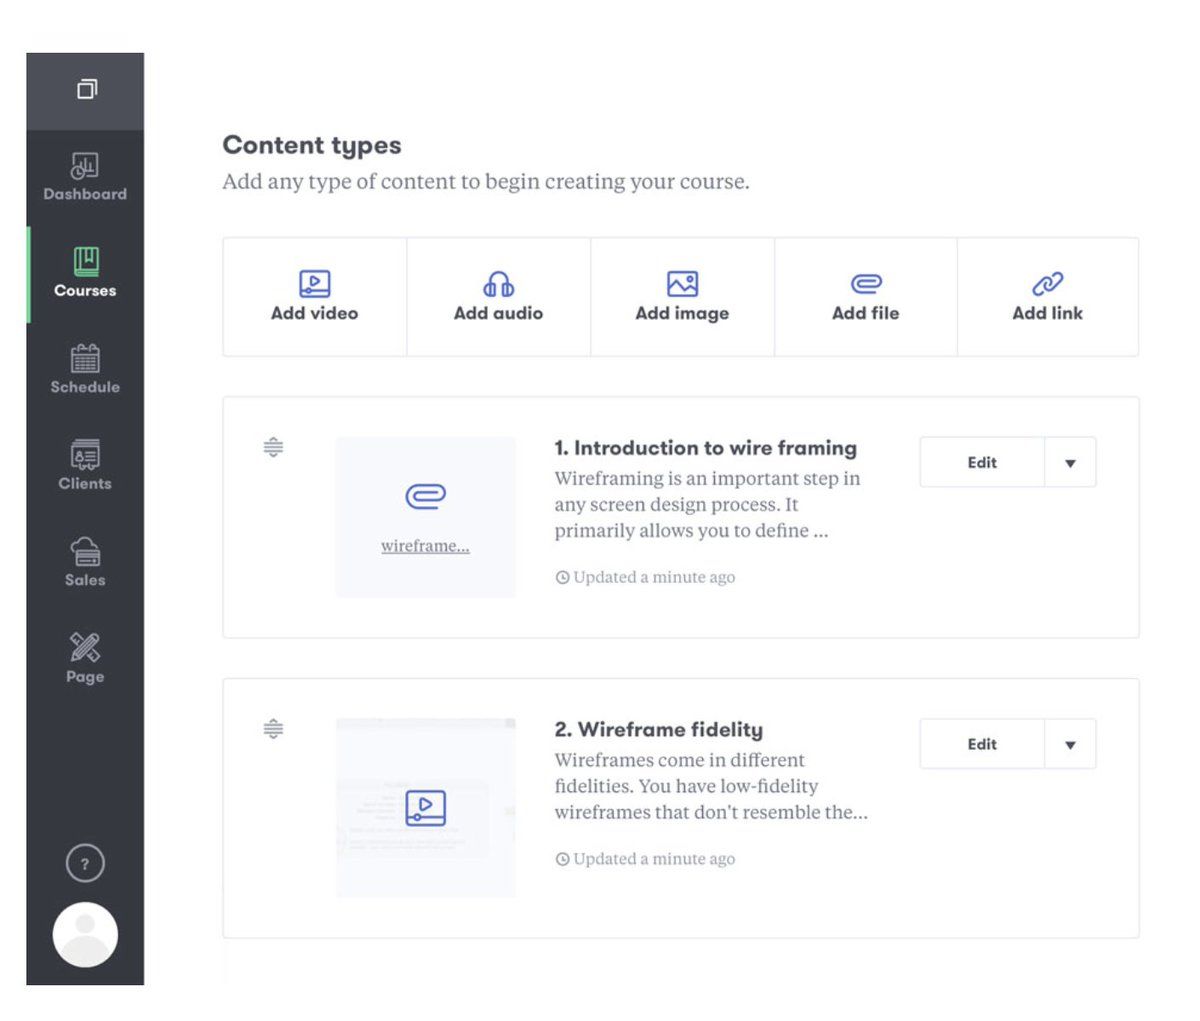 Dashboard
Courses
Schedule
Clients
Sales
Page
?
Content types
Add any type of content to begin creating your course.
Add video
Add audio
Add image
Add file
Add link
wireframe...
1. Introduction to wire framing
Wireframing is an important step in
any screen design process. It
primarily allows you to define ...
Updated a minute ago
Edit
2. Wireframe fidelity
Wireframes come in different
fidelities. You have low-fidelity
wireframes that don't resemble the...
Updated a minute ago
Edit